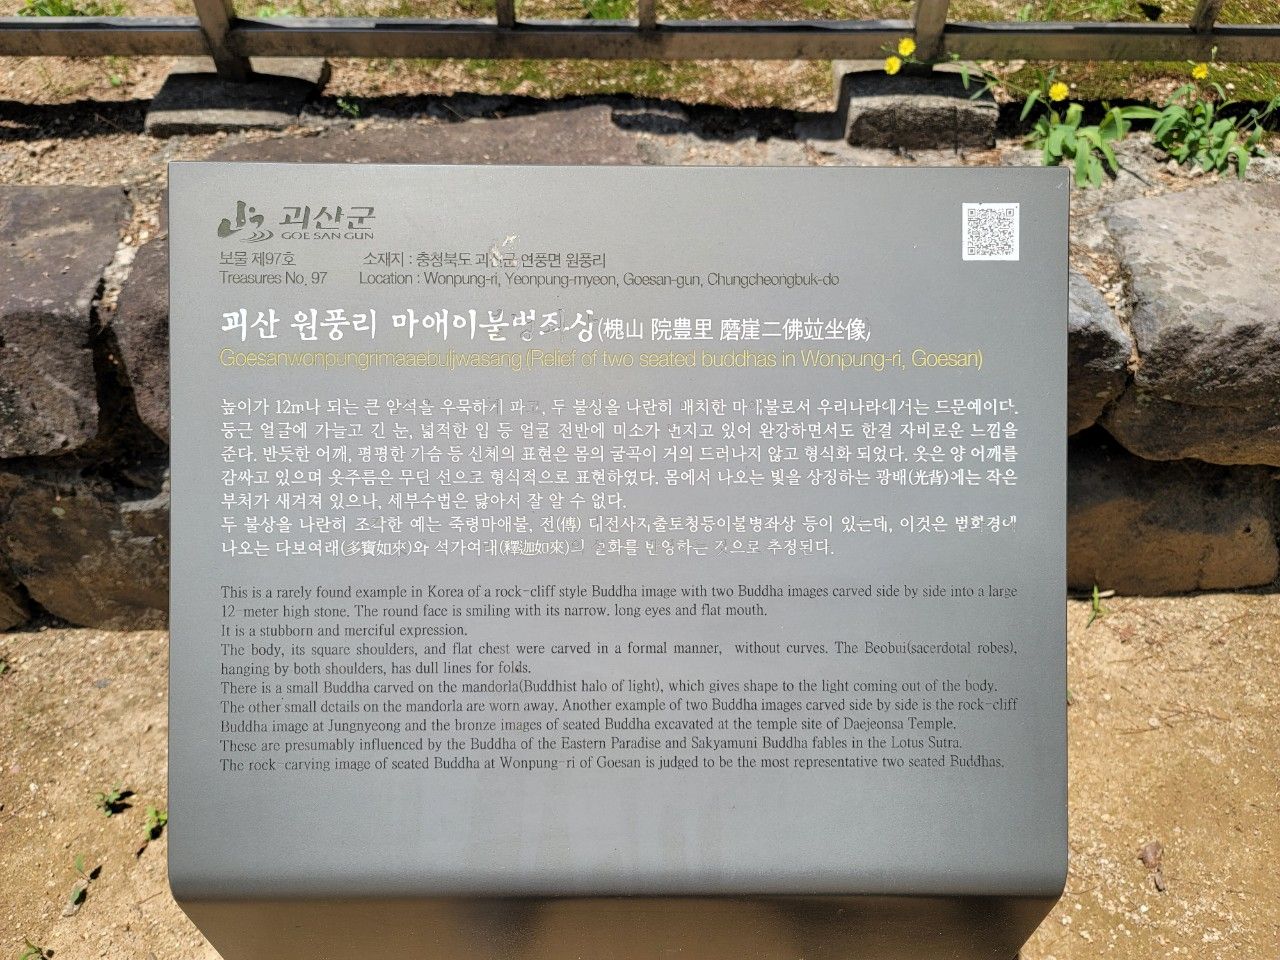 괴산군
GOESAN GUN
보물 제97호 소재지 : 충청북도 괴산군 연풍면 원풍리
Treasures No. 97 Location : Wonpung-ri, Yeonpung-myeon, Goesan-gun, Chungcheongbuk-do
괴산 원풍리 마애이불병좌상(槐山 院豊里 磨崖二佛竝坐像)
Goesanwonpungrimaaebuljwasang (Relief of two seated buddhas in Wonpung-ri, Goesan)
높이가 12m나 되는 큰 암석을 우묵하게 파고, 두 불상을 나란히 배치한 마애불로서 우리나라에서는 드문예이다.
둥근 얼굴에 가늘고 긴 눈, 넓적한 입 등 얼굴 전반에 미소가 번지고 있어 완강하면서도 한결 자비로운 느낌을
준다. 반듯한 어깨, 평평한 가슴 등 신체의 표현은 몸의 굴곡이 거의 드러나지 않고 형식화 되었다. 옷은 양 어깨를
감싸고 있으며 옷주름은 무딘 선으로 형식적으로 표현하였다. 몸에서 나오는 빛을 상징하는 광배(光背)에는 작은
부처가 새겨져 있으나, 세부수법은 닳아서 잘 알 수 없다.
두 불상을 나란히 조각한 예는 죽령마애불, 전(傳) 대전사지출토청동이불병좌상 등이 있는데, 이것은 법화경에
나오는 다보여래(多寶如來)와 석가여래(釋迦如來)의 설화를 반영하는 것으로 추정된다.
This is a rarely found example in Korea of a rock-cliff style Buddha image with two Buddha images carved side by side into a large
12-meter high stone. The round face is smiling with its narrow, long eyes and flat mouth.
It is a stubborn and merciful expression.
The body, its square shoulders, and flat chest were carved in a formal manner, without curves. The Beobui(sacerdotal robes),
hanging by both shoulders, has dull lines for folds.
There is a small Buddha carved on the mandorla(Buddhist halo of light), which gives shape to the light coming out of the body.
The other small details on the mandorla are worn away. Another example of two Buddha images carved side by side is the rock-cliff
Buddha image at Jungnyeong and the bronze images of seated Buddha excavated at the temple site of Daejeonsa Temple.
These are presumably influenced by the Buddha of the Eastern Paradise and Sakyamuni Buddha fables in the Lotus Sutra.
The rock-carving image of seated Buddha at Wonpung-ri of Goesan is judged to be the most representative two seated Buddhas.